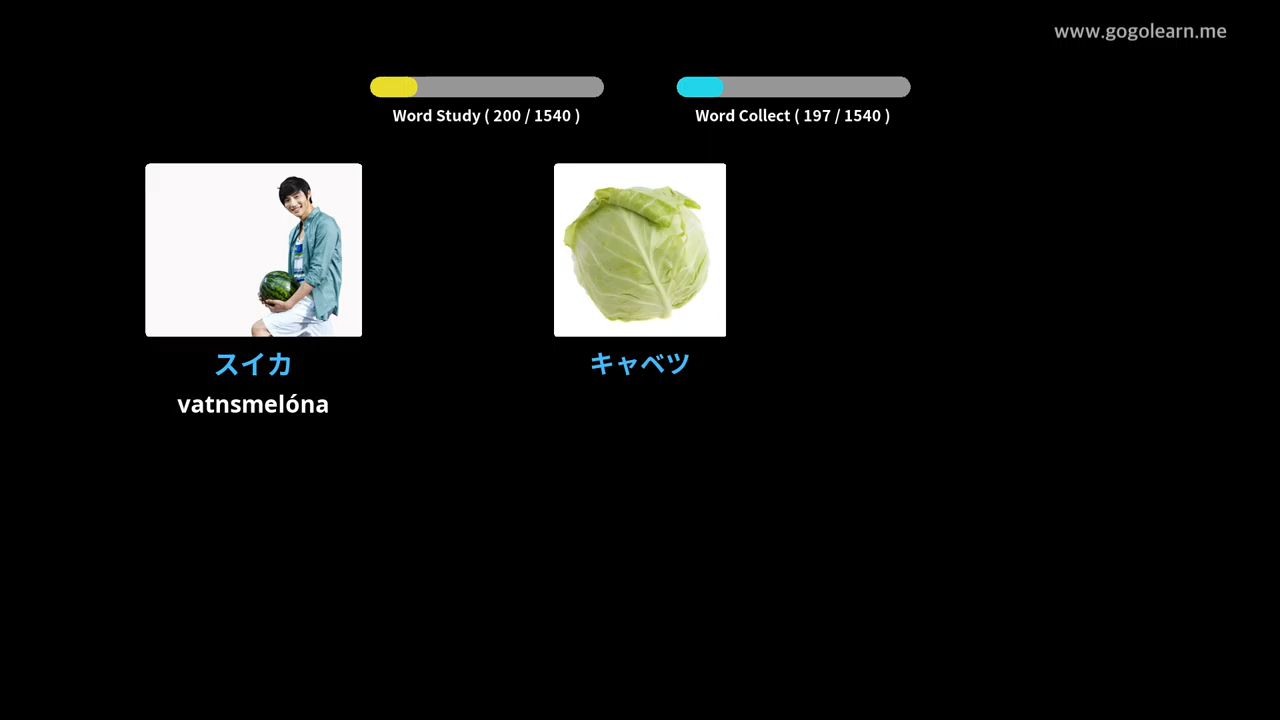 www.gogolearn.me
Word Study ( 200 / 1540 )
Word Collect ( 197 / 1540 )
スイカ
キャベツ
vatnsmelóna